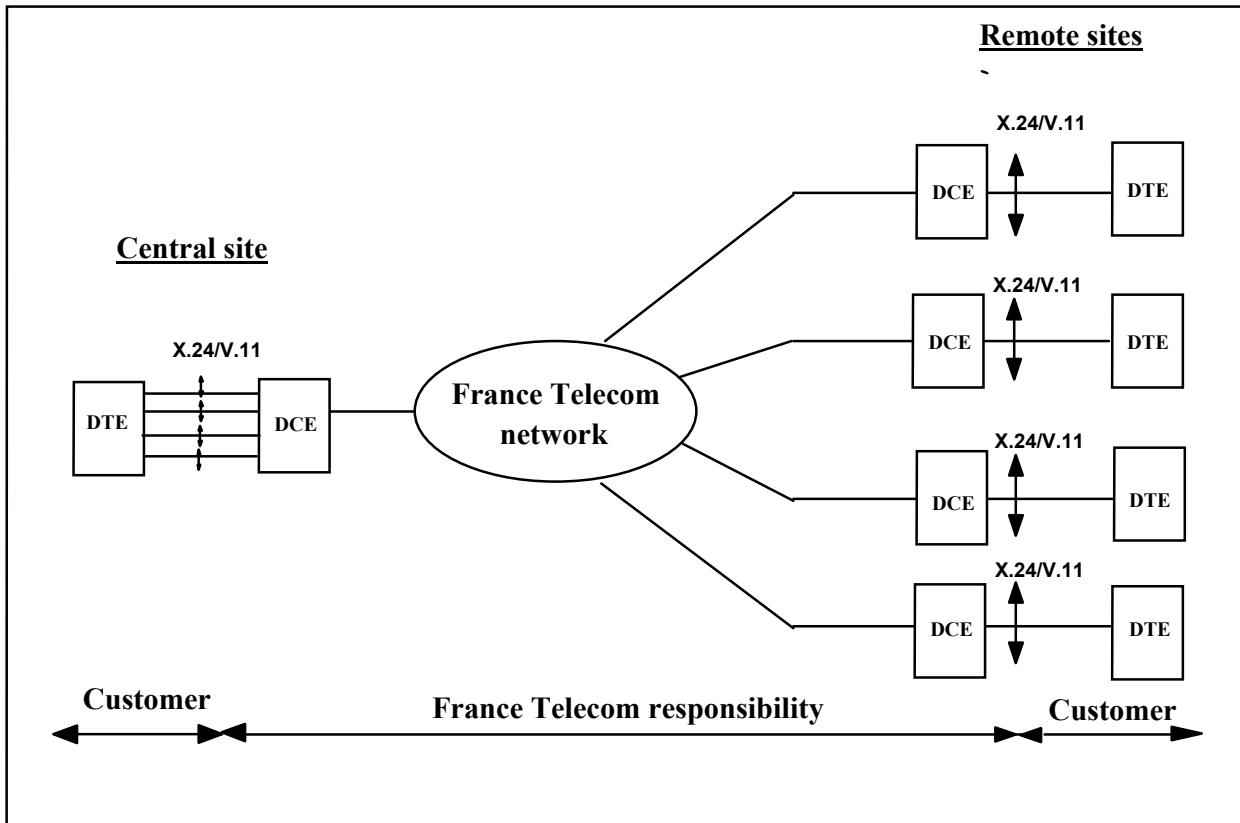 Remote sites
X.24/V.11
DCE
DTE
Central site
X.24/V.11
DCE
DTE
X.24/V.11
DTE
DCE
France Telecom
network
X.24/V.11
DCE
DTE
X.24/V.11
DCE
DTE
Customer
France Telecom responsibility
Customer